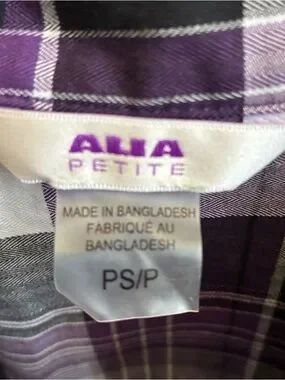 ALIA
PETITE
MADE IN BANGLADESH
FABRIQUÉ AU
BANGLADESH
PS/P